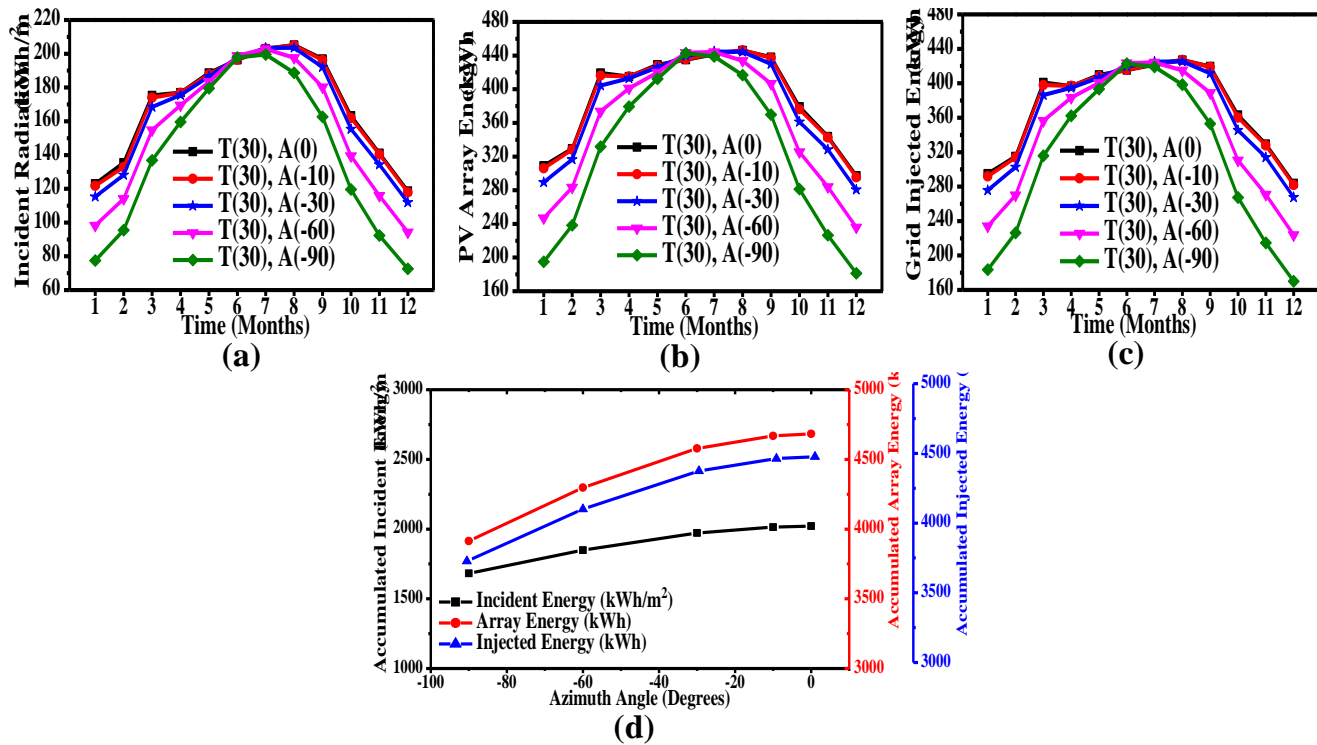 220
200
180
160
140
120
100
80
60
Incident Radiation
1 2 3 4 5 6 7 8 9 10 11 12
Time (Months)
T(30), A(0)
T(30), A(-10)
T(30), A(-30)
T(30), A(-60)
T(30), A(-90)
(a)
480
440
400
360
320
280
240
200
160
PV Array Energy
1 2 3 4 5 6 7 8 9 10 11 12
Time (Months)
T(30), A(0)
T(30), A(-10)
T(30), A(-30)
T(30), A(-60)
T(30), A(-90)
(b)
480
440
400
360
320
280
240
200
160
Grid Injected Energy
1 2 3 4 5 6 7 8 9 10 11 12
Time (Months)
T(30), A(0)
T(30), A(-10)
T(30), A(-30)
T(30), A(-60)
T(30), A(-90)
(c)
3000
2500
2000
1500
1000
Accumulated Incident
-100 -80 -60 -40 -20 0
Azimuth Angle (Degrees)
Incident Energy (kWh/m²)
Array Energy (kWh)
Injected Energy (kWh)
5000
4500
4000
3500
3000
Accumulated Array Energy (k
5000
4500
4000
3500
3000
Accumulated Injected Energy (
(d)